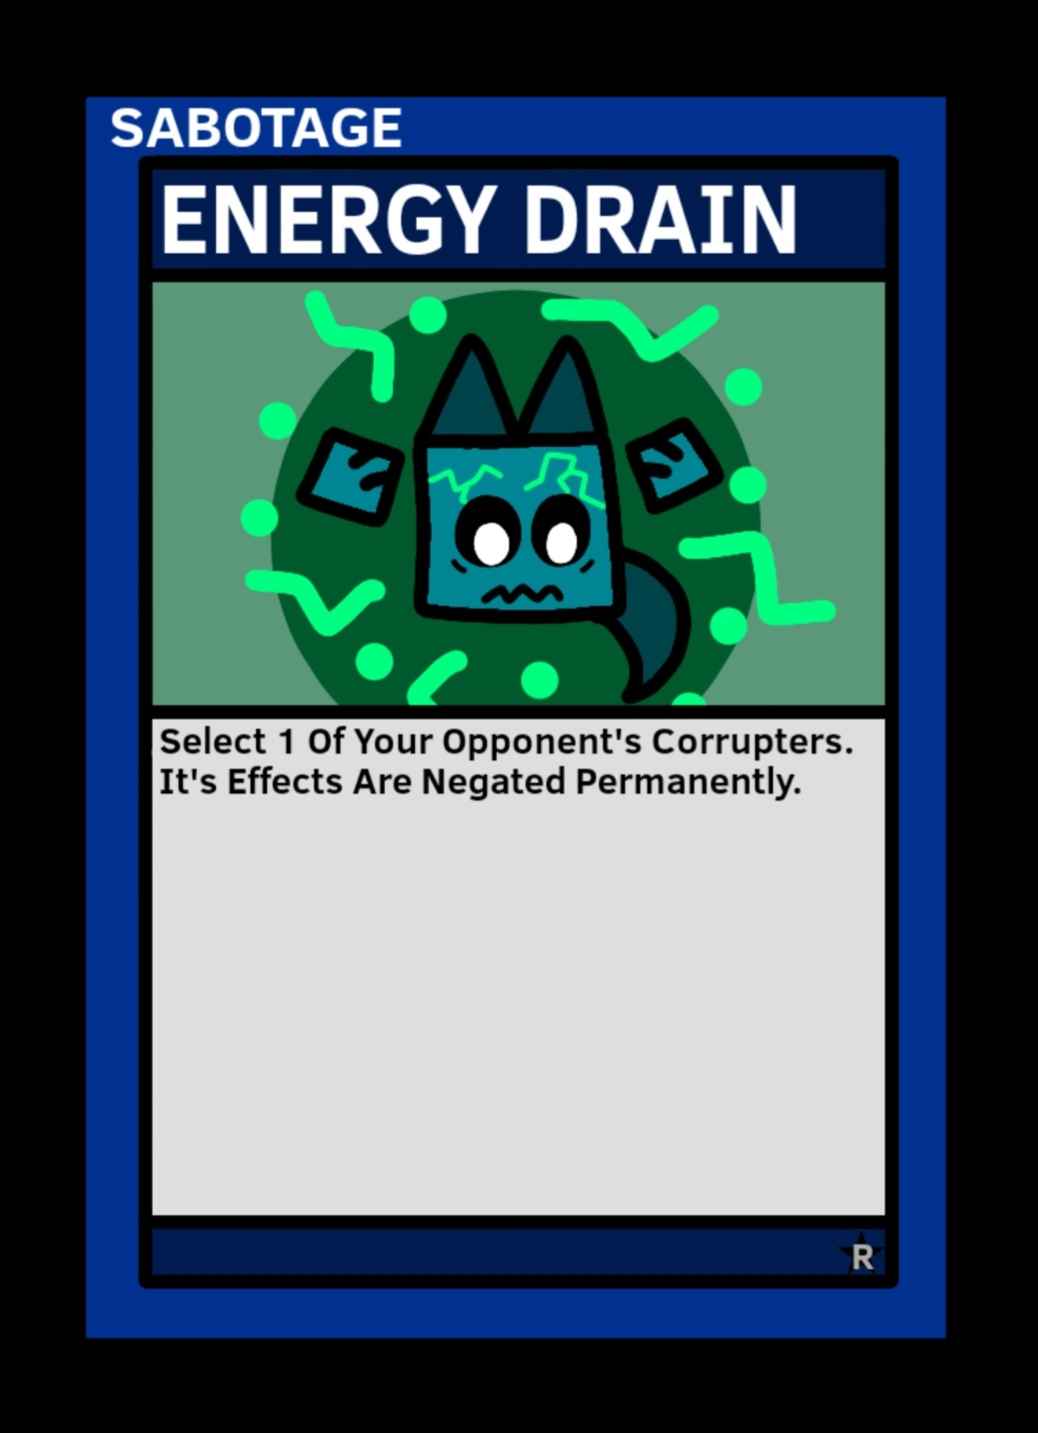 SABOTAGE
ENERGY DRAIN
Select 1 Of Your Opponent's Corrupters.
It's Effects Are Negated Permanently.
R